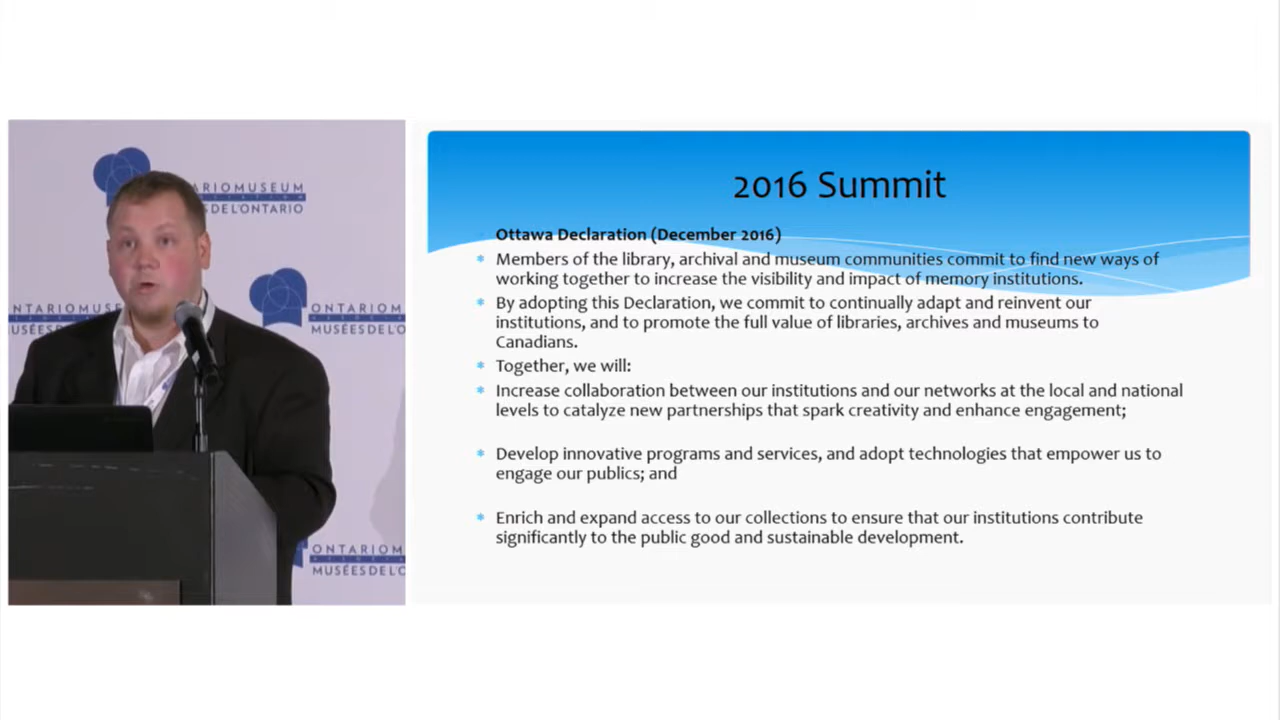 ARIOMUSEUM
SDEL'ONTARIO
NTARIOMUS
ONTARIOM
USÉESDEL
MUSÉESDEL'O
ONTARIOM
MUSÉESDEL'O
2016 Summit
Ottawa Declaration (December 2016)
* Members of the library, archival and museum communities commit to find new ways of
working together to increase the visibility and impact of memory institutions.
* By adopting this Declaration, we commit to continually adapt and reinvent our
institutions, and to promote the full value of libraries, archives and museums to
Canadians.
* Together, we will:
* Increase collaboration between our institutions and our networks at the local and national
levels to catalyze new partnerships that spark creativity and enhance engagement;
* Develop innovative programs and services, and adopt technologies that empower us to
engage our publics; and
* Enrich and expand access to our collections to ensure that our institutions contribute
significantly to the public good and sustainable development.